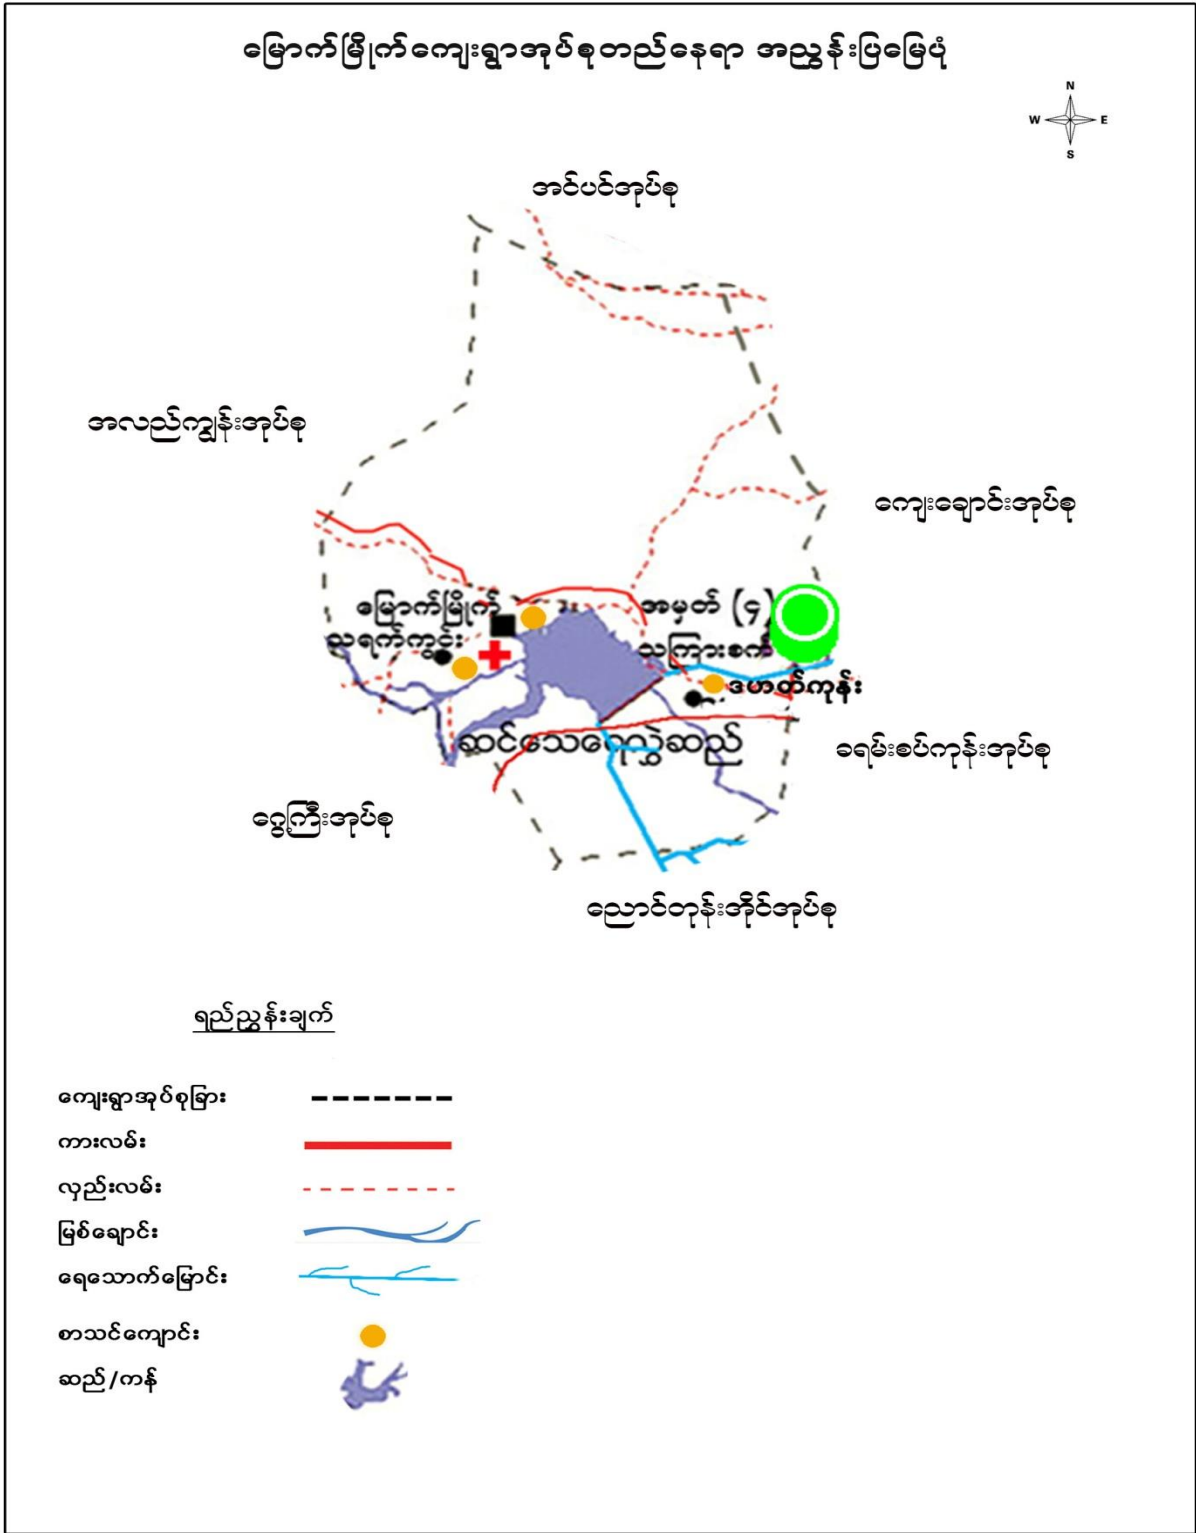 မြောက်မြိုက်ကျေးရွာအုပ်စုတည်နေရာ အညွှန်းပြမြေပုံ
N
W E
S
အင်ပင်အုပ်စု
အလည်ကျွန်းအုပ်စု
ကျေးချောင်းအုပ်စု
မြောက်မြိုက်
အမှတ် (၄)
သရက်ကွင်း
သကြားစက်
ဒဟတ်ကုန်း
ဆင်သေရေလွှဲဆည်
ခရမ်းစပ်ကုန်းအုပ်စု
ငွေ့ကြီးအုပ်စု
ညောင်တုန်းအိုင်အုပ်စု
ရည်ညွှန်းချက်
ကျေးရွာအုပ်စုခြား
ကားလမ်း
လှည်းလမ်း
မြစ်ချောင်း
ရေသောက်မြောင်း
စာသင်ကျောင်း
ဆည်/ကန်